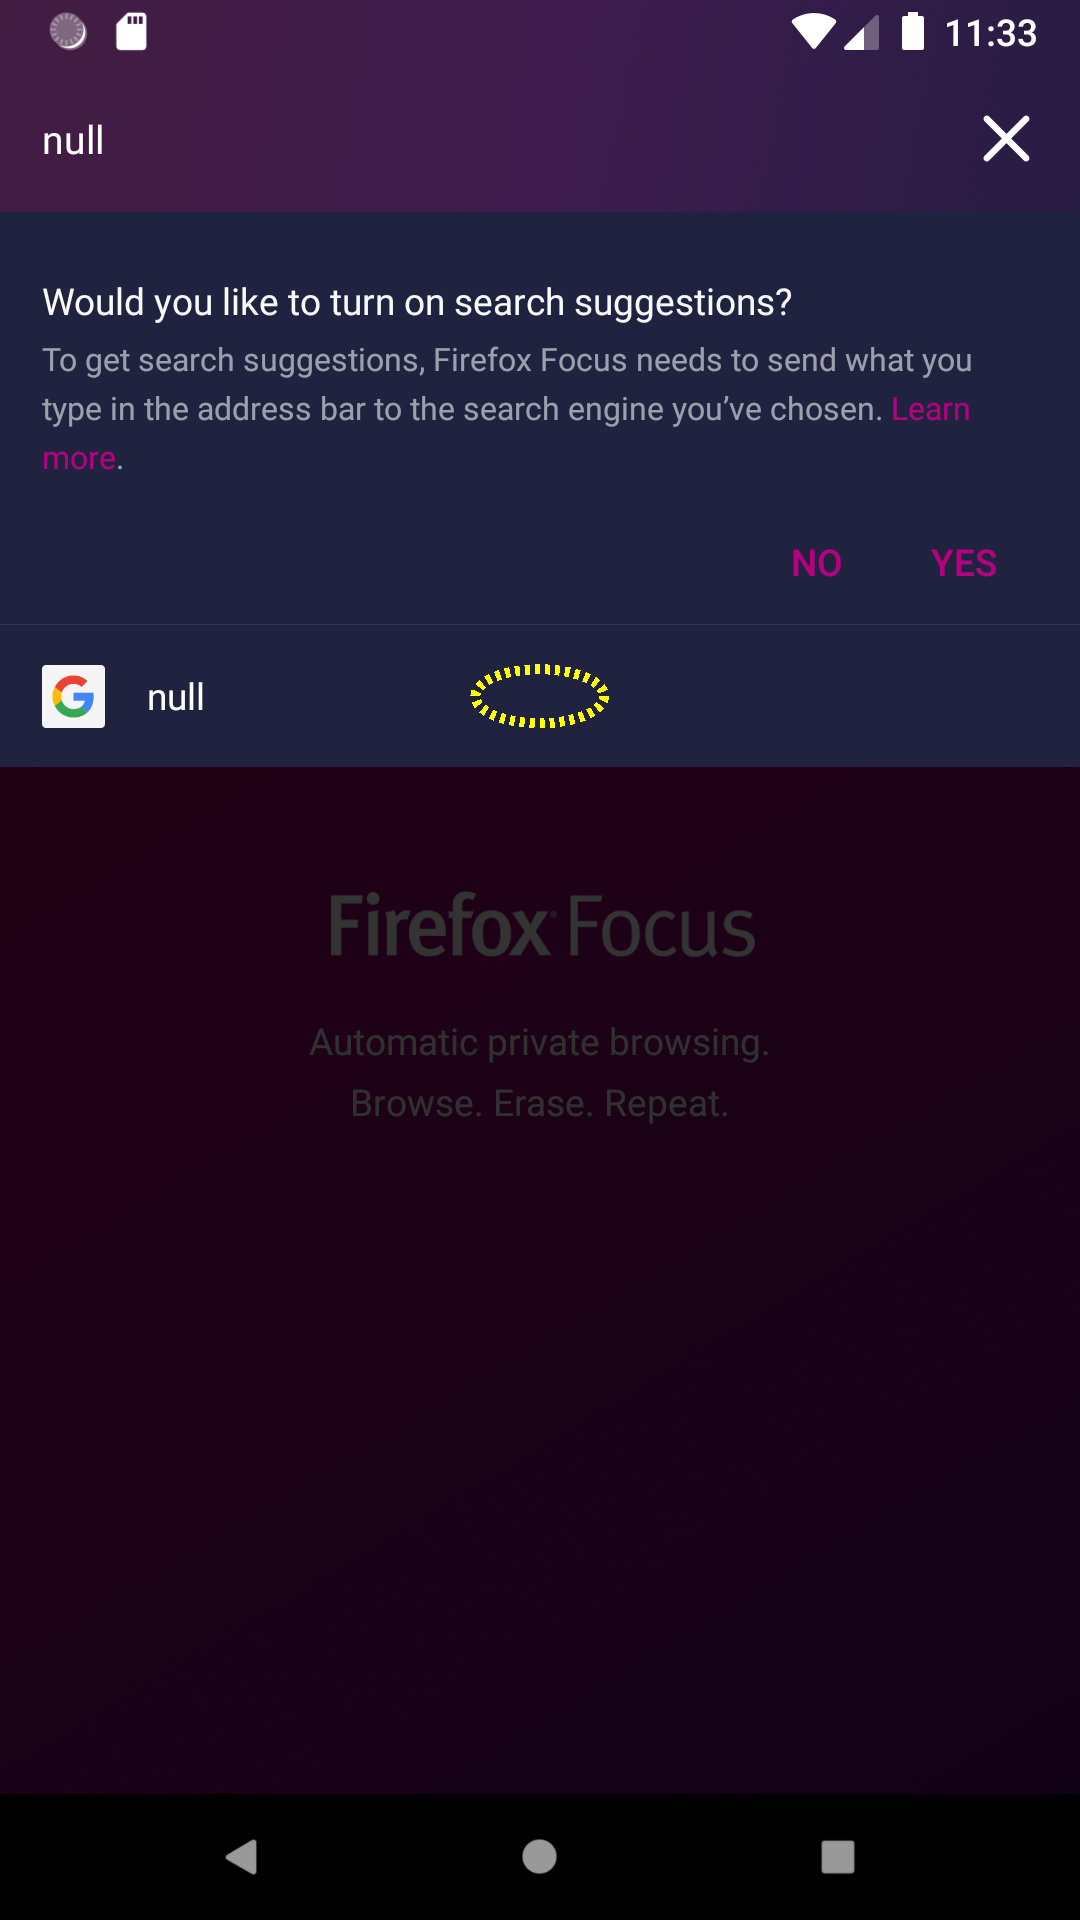 11:33
null
Would you like to turn on search suggestions?
To get search suggestions, Firefox Focus needs to send what you
type in the address bar to the search engine you’ve chosen. Learn
more.
NO YES
null
Firefox Focus
Automatic private browsing.
Browse. Erase. Repeat.